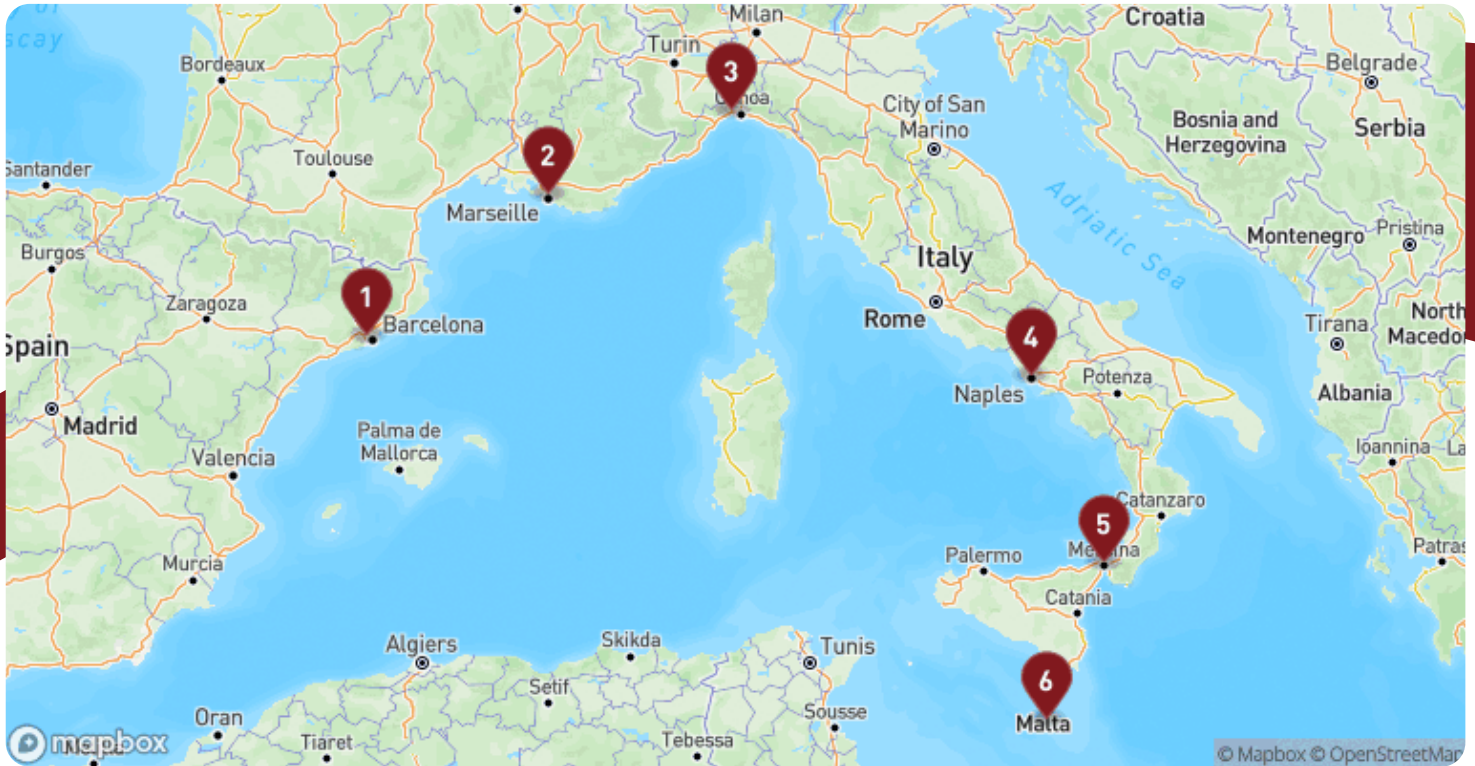 Milan
Croatia
scay
Turin
Bordeaux
3
Belgrade
City of San
Marino
Bosnia and
Herzegovina
Serbia
2
Toulouse
Santander
Marseille
Adriatic Sea
Burgos
Italy
Montenegro
Pristina
1
Zaragoza
Barcelona
Rome
4
Tirana
North
Macedo
Spain
Naples
Potenza
Albania
Madrid
Palma de
Mallorca
Valencia
Ioannina
La
5
Catanzaro
Murcia
Palermo
Patras
Catania
Algiers
Skikda
Tunis
6
Setif
Oran
Sousse
Malta
Tiaret
Tebessa
mapbox
© Mapbox © OpenStreetMap